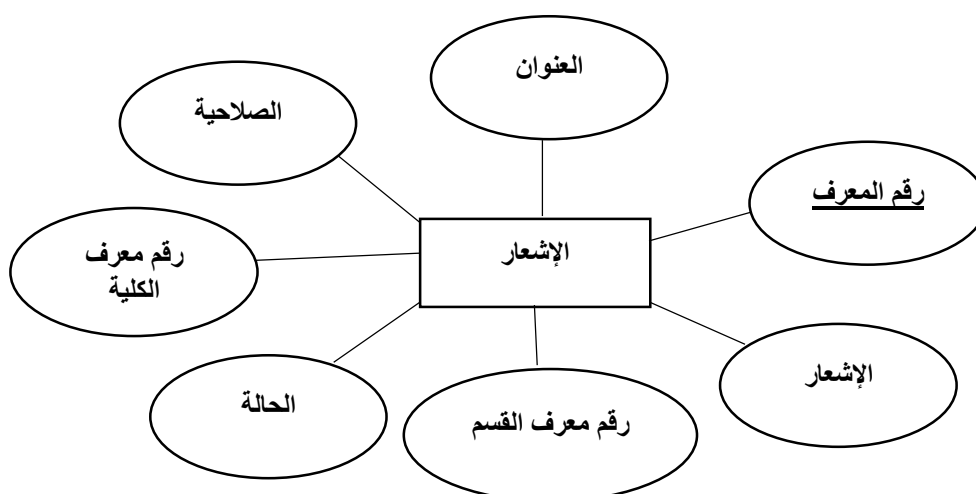 العنوان
الصلاحية
رقم المعرف
الإشعار
رقم معرف
الكلية
الإشعار
الحالة
رقم معرف القسم